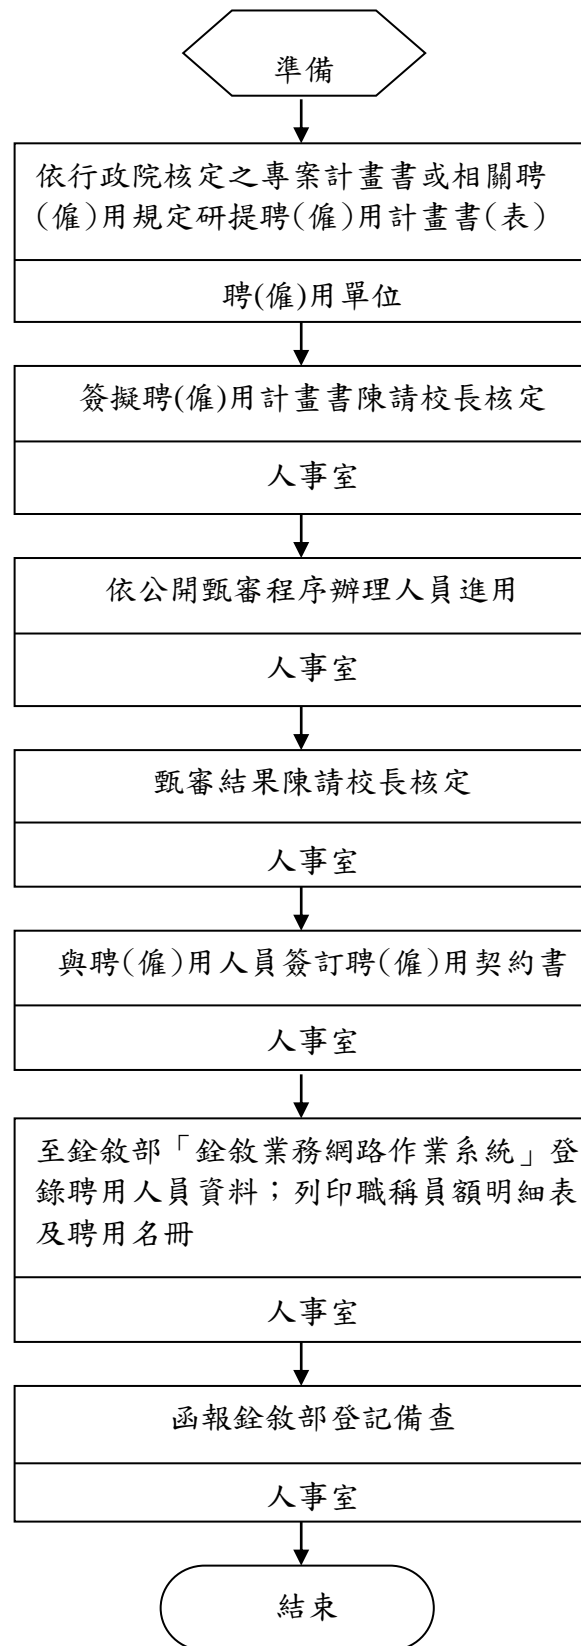 準備
依行政院核定之專案計畫書或相關聘
(僱)用規定研提聘(僱)用計畫書(表)
聘(僱)用單位
簽擬聘(僱)用計畫書陳請校長核定
人事室
依公開甄審程序辦理人員進用
人事室
甄審結果陳請校長核定
人事室
與聘(僱)用人員簽訂聘(僱)用契約書
人事室
至銓敘部「銓敘業務網路作業系統」登
錄聘用人員資料；列印職稱員額明細表
及聘用名冊
人事室
函報銓敘部登記備查
人事室
結束